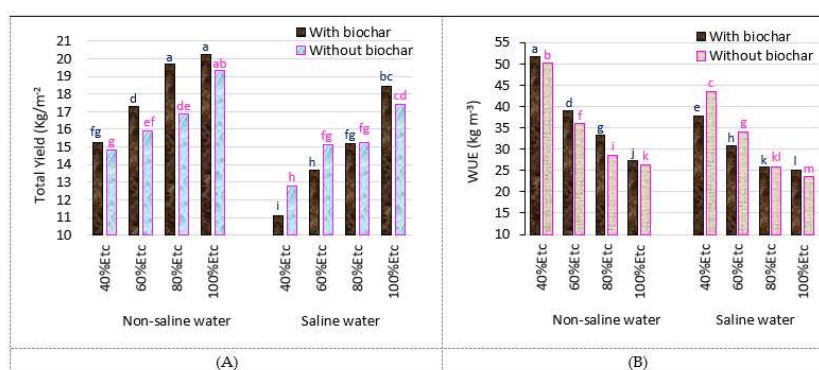 With biochar
Without biochar
Total Yield (Kg/m⁻²
21
20
19
18
17
16
15
14
13
12
11
10
fg
g
d
ef
a
de
a
ab
i
h
h
fg
fg
fg
bc
cd
40%Etc
60%Etc
80%Etc
100%Etc
40%Etc
60%Etc
80%Etc
100%Etc
Non-saline water
Saline water
(A)
With biochar
Without biochar
WUE (kg m³)
55
50
45
40
35
30
25
20
15
10
a
b
d
f
g
i
j
k
e
c
h
g
k
kl
l
m
40%Etc
60%Etc
80%Etc
100%Etc
40%Etc
60%Etc
80%Etc
100%Etc
Non-saline water
Saline water
(B)